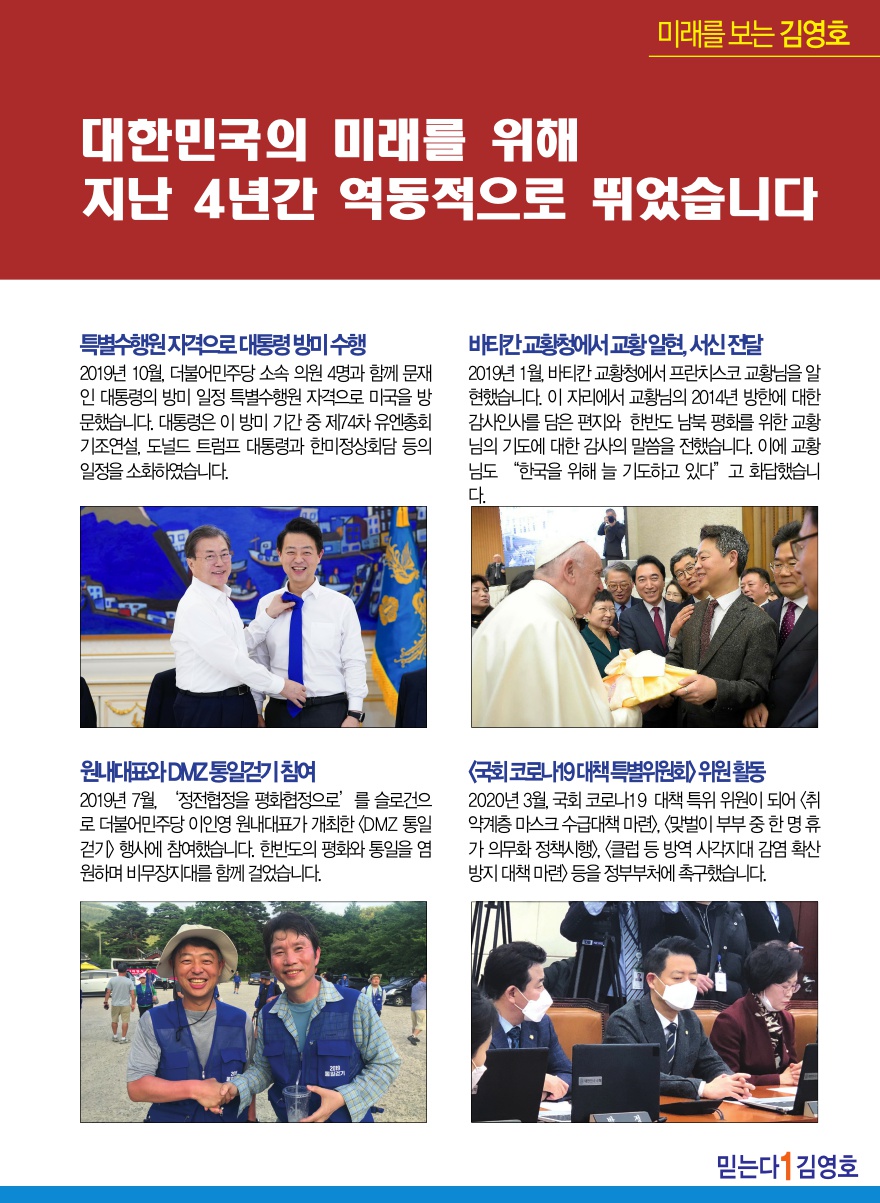 미래를 보는 김영호
대한민국의 미래를 위해
지난 4년간 역동적으로 뛰었습니다
특별수행원 자격으로 대통령 방미 수행
2019년 10월, 더불어민주당 소속 의원 4명과 함께 문재
인 대통령의 방미 일정 특별수행원 자격으로 미국을 방
문했습니다. 대통령은 이 방미 기간 중 제74차 유엔총회
기조연설, 도널드 트럼프 대통령과 한미정상회담 등의
일정을 소화하였습니다.
바티칸 교황청에서 교황 알현, 서신 전달
2019년 1월, 바티칸 교황청에서 프란치스코 교황님을 알
현했습니다. 이 자리에서 교황님의 2014년 방한에 대한
감사인사를 담은 편지와 한반도 남북 평화를 위한 교황
님의 기도에 대한 감사의 말씀을 전했습니다. 이에 교황
님도 “한국을 위해 늘 기도하고 있다”고 화답했습니
다.
원내대표와 DMZ 통일걷기 참여
2019년 7월, ‘정전협정을 평화협정으로’를 슬로건으
로 더불어민주당 이인영 원내대표가 개최한 〈DMZ 통일
걷기〉 행사에 참여했습니다. 한반도의 평화와 통일을 염
원하며 비무장지대를 함께 걸었습니다.
〈국회 코로나19 대책 특별위원회〉 위원 활동
2020년 3월, 국회 코로나19 대책 특위 위원이 되어 〈취
약계층 마스크 수급대책 마련〉, 〈맞벌이 부부 중 한 명 휴
가 의무화 정책시행〉, 〈클럽 등 방역 사각지대 감염 확산
방지 대책 마련〉 등을 정부부처에 촉구했습니다.
2019
통일걷기
믿는다1김영호